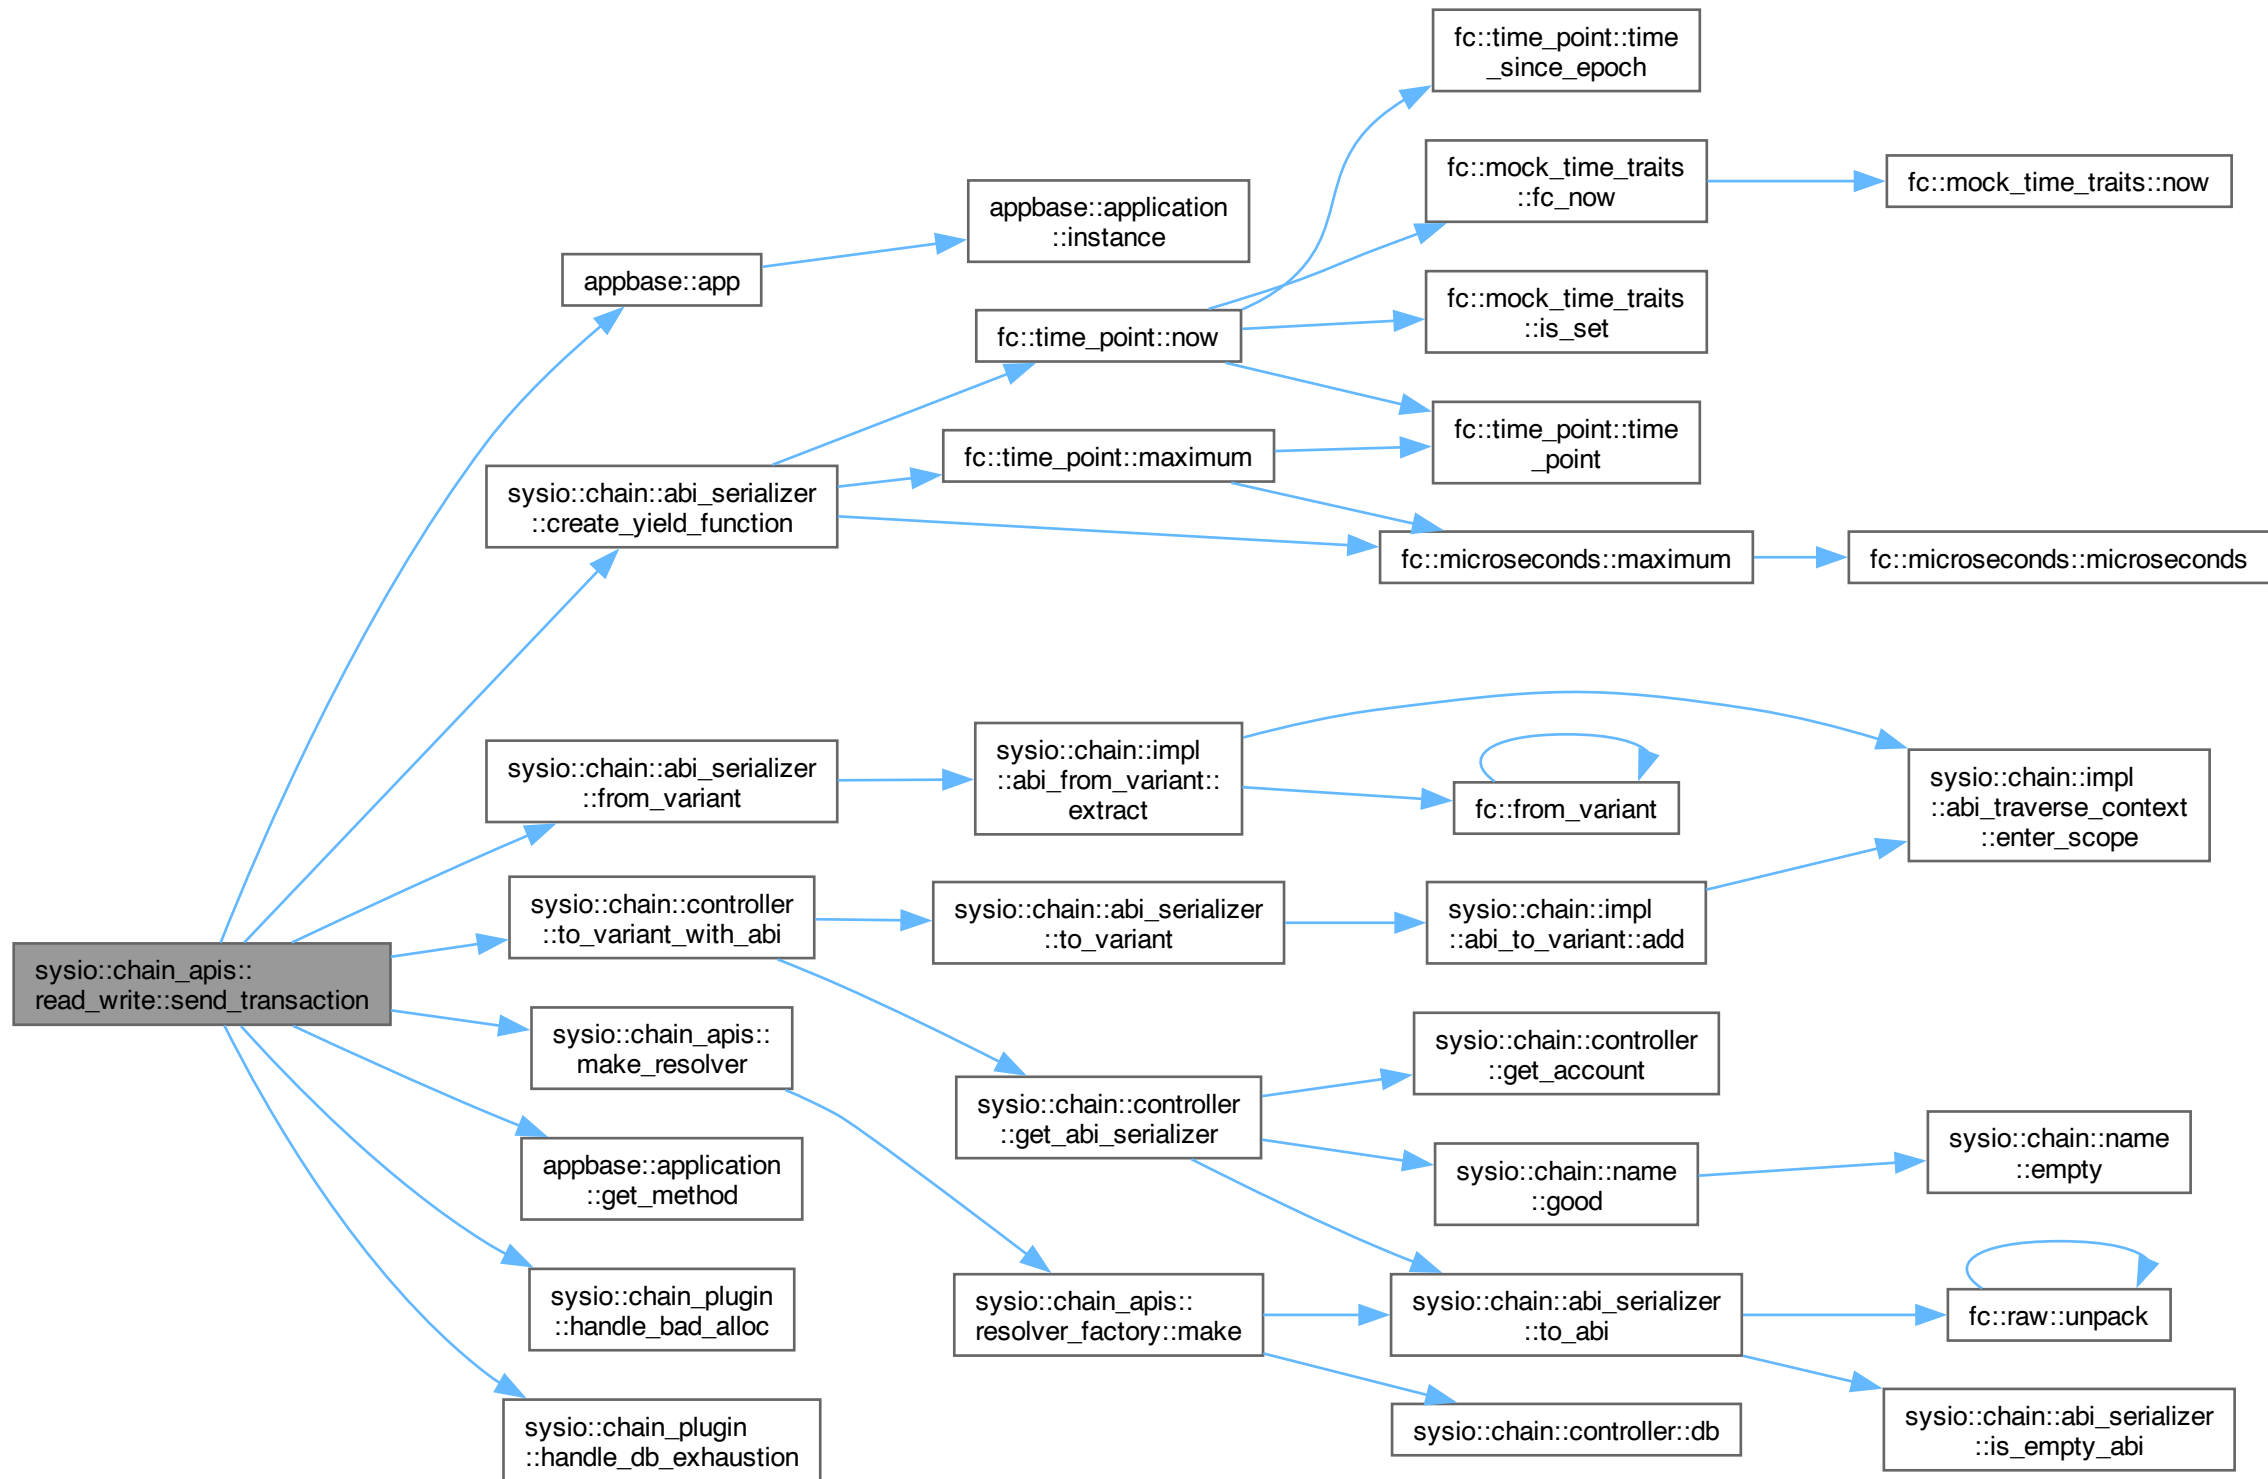 sysio::chain_apis::
read_write::send_transaction
appbase::app
appbase::application
::instance
sysio::chain::abi_serializer
::create_yield_function
fc::time_point::now
fc::time_point::time
_since_epoch
fc::mock_time_traits
::fc_now
fc::mock_time_traits::now
fc::mock_time_traits
::is_set
fc::time_point::time
_point
fc::time_point::maximum
fc::microseconds::maximum
fc::microseconds::microseconds
sysio::chain::abi_serializer
::from_variant
sysio::chain::impl
::abi_from_variant::
extract
fc::from_variant
sysio::chain::impl
::abi_traverse_context
::enter_scope
sysio::chain::controller
::to_variant_with_abi
sysio::chain::abi_serializer
::to_variant
sysio::chain::impl
::abi_to_variant::add
sysio::chain::controller
::get_abi_serializer
sysio::chain::controller
::get_account
sysio::chain::name
::good
sysio::chain::name
::empty
sysio::chain::abi_serializer
::to_abi
fc::raw::unpack
sysio::chain::abi_serializer
::is_empty_abi
sysio::chain_apis::
make_resolver
sysio::chain_apis::
resolver_factory::make
sysio::chain::controller::db
appbase::application
::get_method
sysio::chain_plugin
::handle_bad_alloc
sysio::chain_plugin
::handle_db_exhaustion